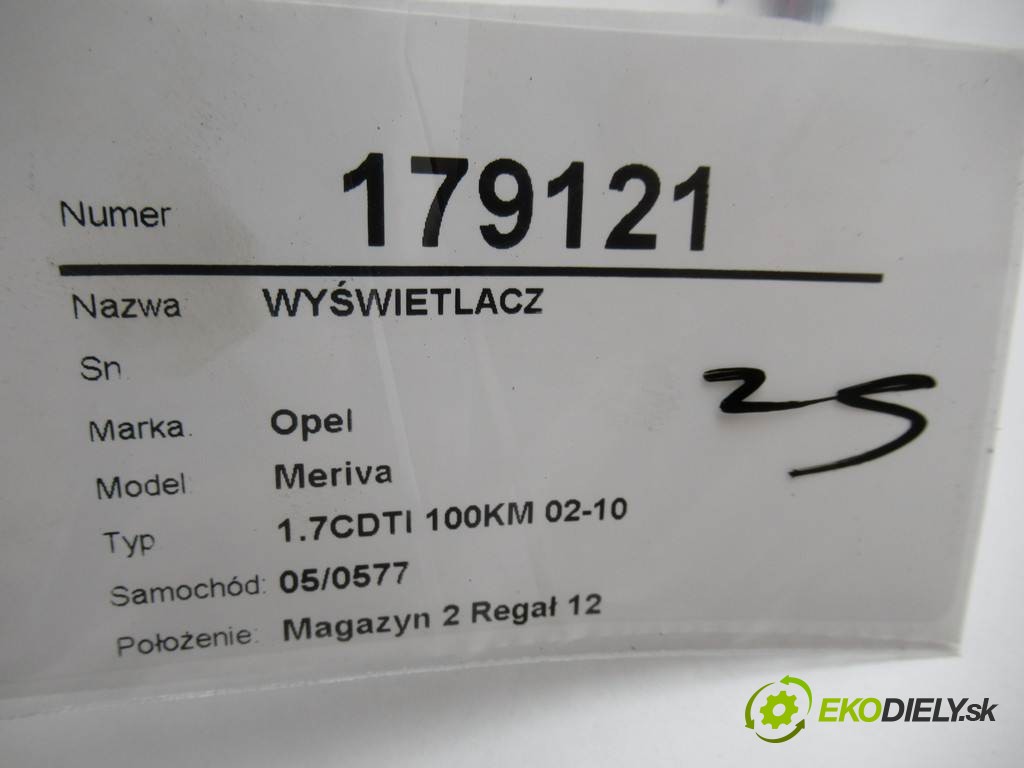 Numer 179121
Nazwa WYŚWIETLACZ
Sn
Marka. Opel
Model: Meriva
Typ 1.7CDTI 100KM 02-10
Samochód: 05/0577
Położenie: Magazyn 2 Regał 12
25
EKODIELY.sk